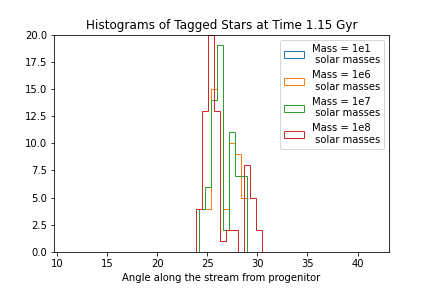 Histograms of Tagged Stars at Time 1.15 Gyr
20.0
17.5
15.0
12.5
10.0
7.5
5.0
2.5
0.0
Mass = 1e1
solar masses
Mass = 1e6
solar masses
Mass = 1e7
solar masses
Mass = 1e8
solar masses
10 15 20 25 30 35 40
Angle along the stream from progenitor